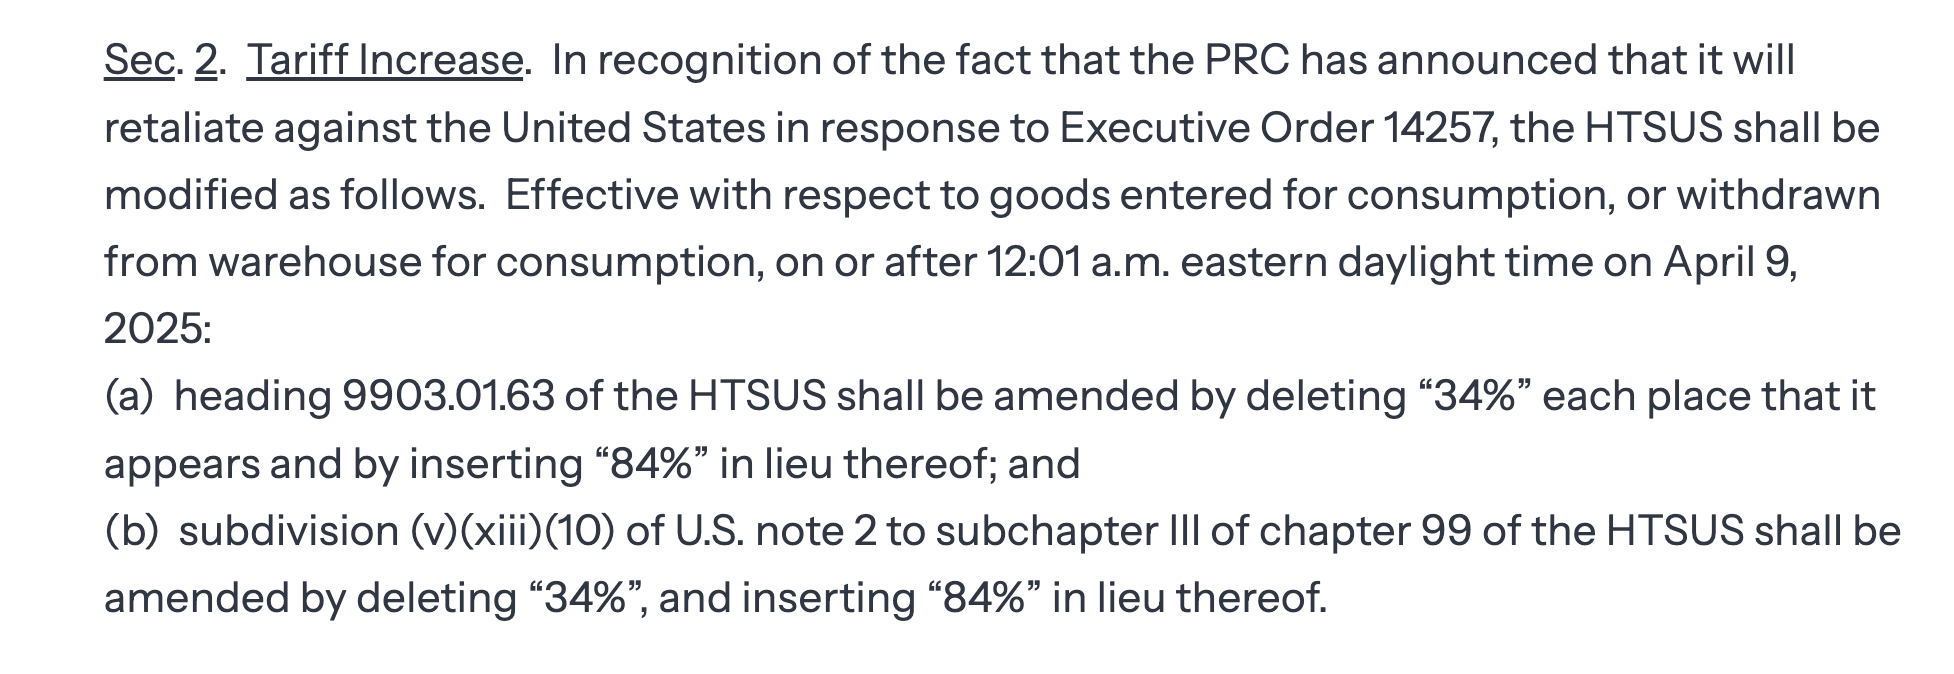 Sec. 2.  Tariff Increase.  In recognition of the fact that the PRC has announced that it will
retaliate against the United States in response to Executive Order 14257, the HTSUS shall be
modified as follows.  Effective with respect to goods entered for consumption, or withdrawn
from warehouse for consumption, on or after 12:01 a.m. eastern daylight time on April 9,
2025:
(a)  heading 9903.01.63 of the HTSUS shall be amended by deleting “34%” each place that it
appears and by inserting “84%” in lieu thereof; and
(b)  subdivision (v)(xiii)(10) of U.S. note 2 to subchapter III of chapter 99 of the HTSUS shall be
amended by deleting “34%”, and inserting “84%” in lieu thereof.